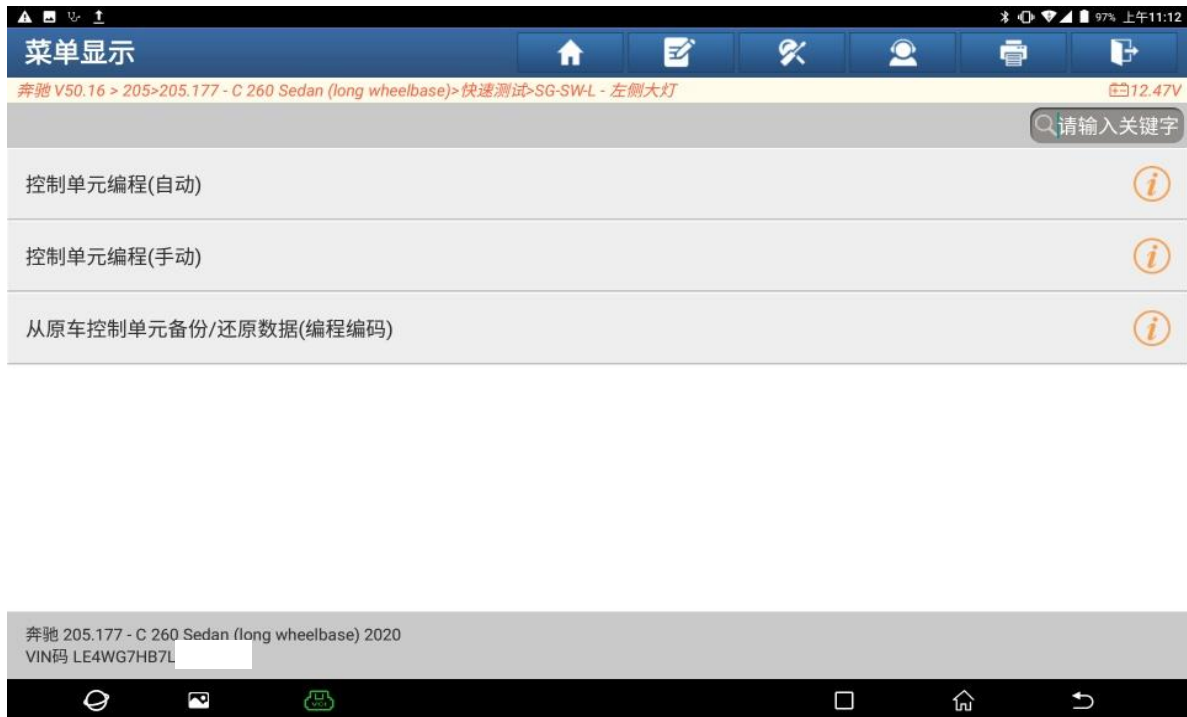 97% 上午11:12
菜单显示
奔驰 V50.16 > 205>205.177 - C 260 Sedan (long wheelbase)>快速测试>SG-SW-L - 左侧大灯
12.47V
请输入关键字
控制单元编程(自动)
控制单元编程(手动)
从原车控制单元备份/还原数据(编程编码)
奔驰 205.177 - C 260 Sedan (long wheelbase) 2020
VIN码 LE4WG7HB7L
VCI